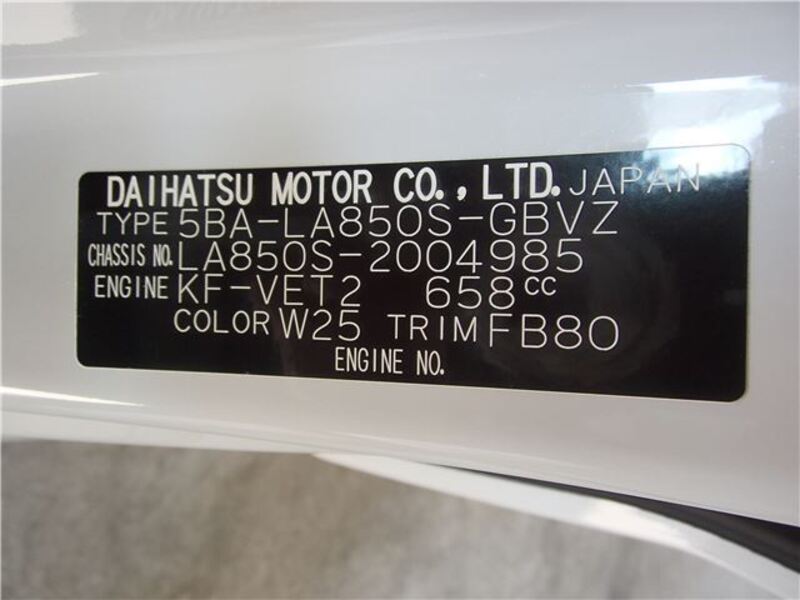 DAIHATSU MOTOR CO., LTD. JAPAN
TYPE 5BA-LA850S-GBVZ
CHASSIS NO. LA850S-2004985
ENGINE KF-VET2 658cc
COLOR W25 TRIM FB80
ENGINE NO.